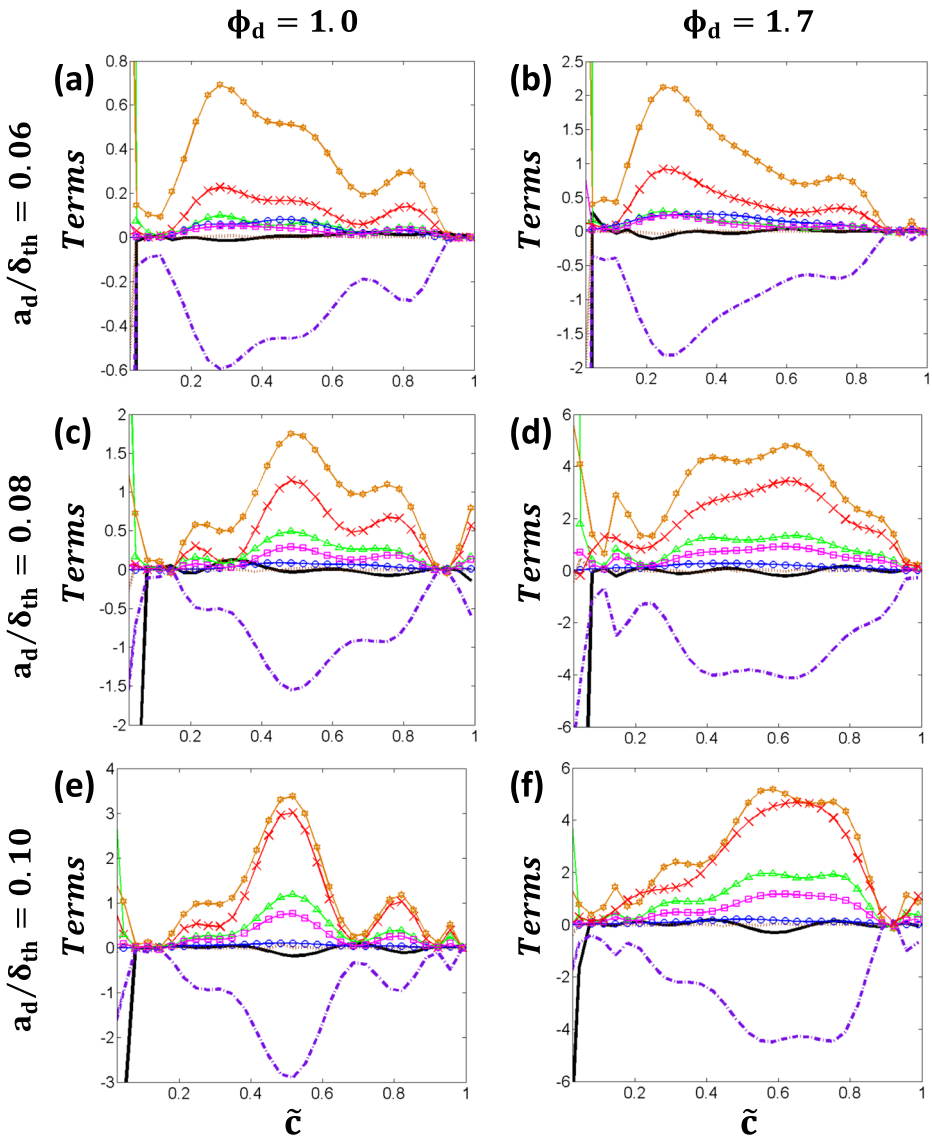 ϕd = 1.0 ϕd = 1.7
ad/δth = 0.06
(a)
Terms
0.8
0.6
0.4
0.2
0
-0.2
-0.4
-0.6
0.2 0.4 0.6 0.8 1
(b)
Terms
2.5
2
1.5
1
0.5
0
-0.5
-1
-1.5
-2
0.2 0.4 0.6 0.8 1
ad/δth = 0.08
(c)
Terms
2
1.5
1
0.5
0
-0.5
-1
-1.5
-2
0.2 0.4 0.6 0.8 1
(d)
Terms
6
4
2
0
-2
-4
-6
0.2 0.4 0.6 0.8 1
ad/δth = 0.10
(e)
Terms
4
3
2
1
0
-1
-2
-3
0.2 0.4 0.6 0.8 1
c̃
(f)
Terms
6
4
2
0
-2
-4
-6
0.2 0.4 0.6 0.8 1
c̃